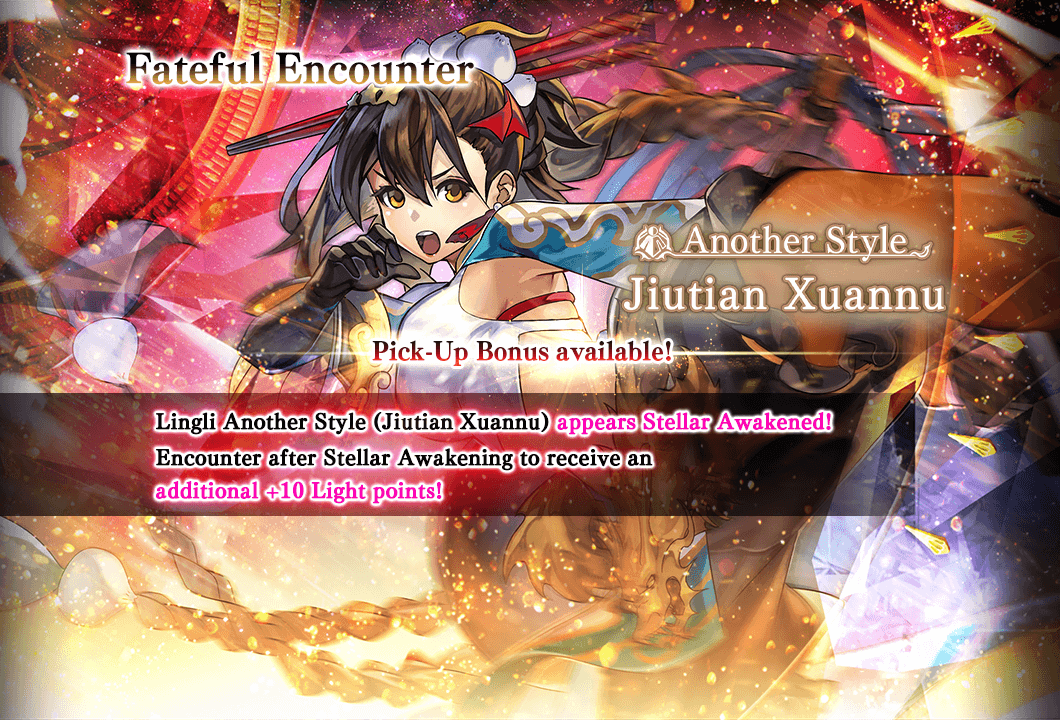 Fateful Encounter
Another Style
Jiutian Xuannu
Pick-Up Bonus available!
Lingli Another Style (Jiutian Xuannu) appears Stellar Awakened!
Encounter after Stellar Awakening to receive an
additional +10 Light points!